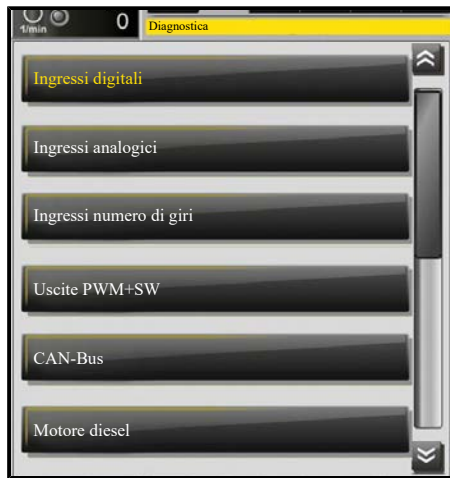 1/min
0
Diagnostica
Ingressi digitali
Ingressi analogici
Ingressi numero di giri
Uscite PWM+SW
CAN-Bus
Motore diesel